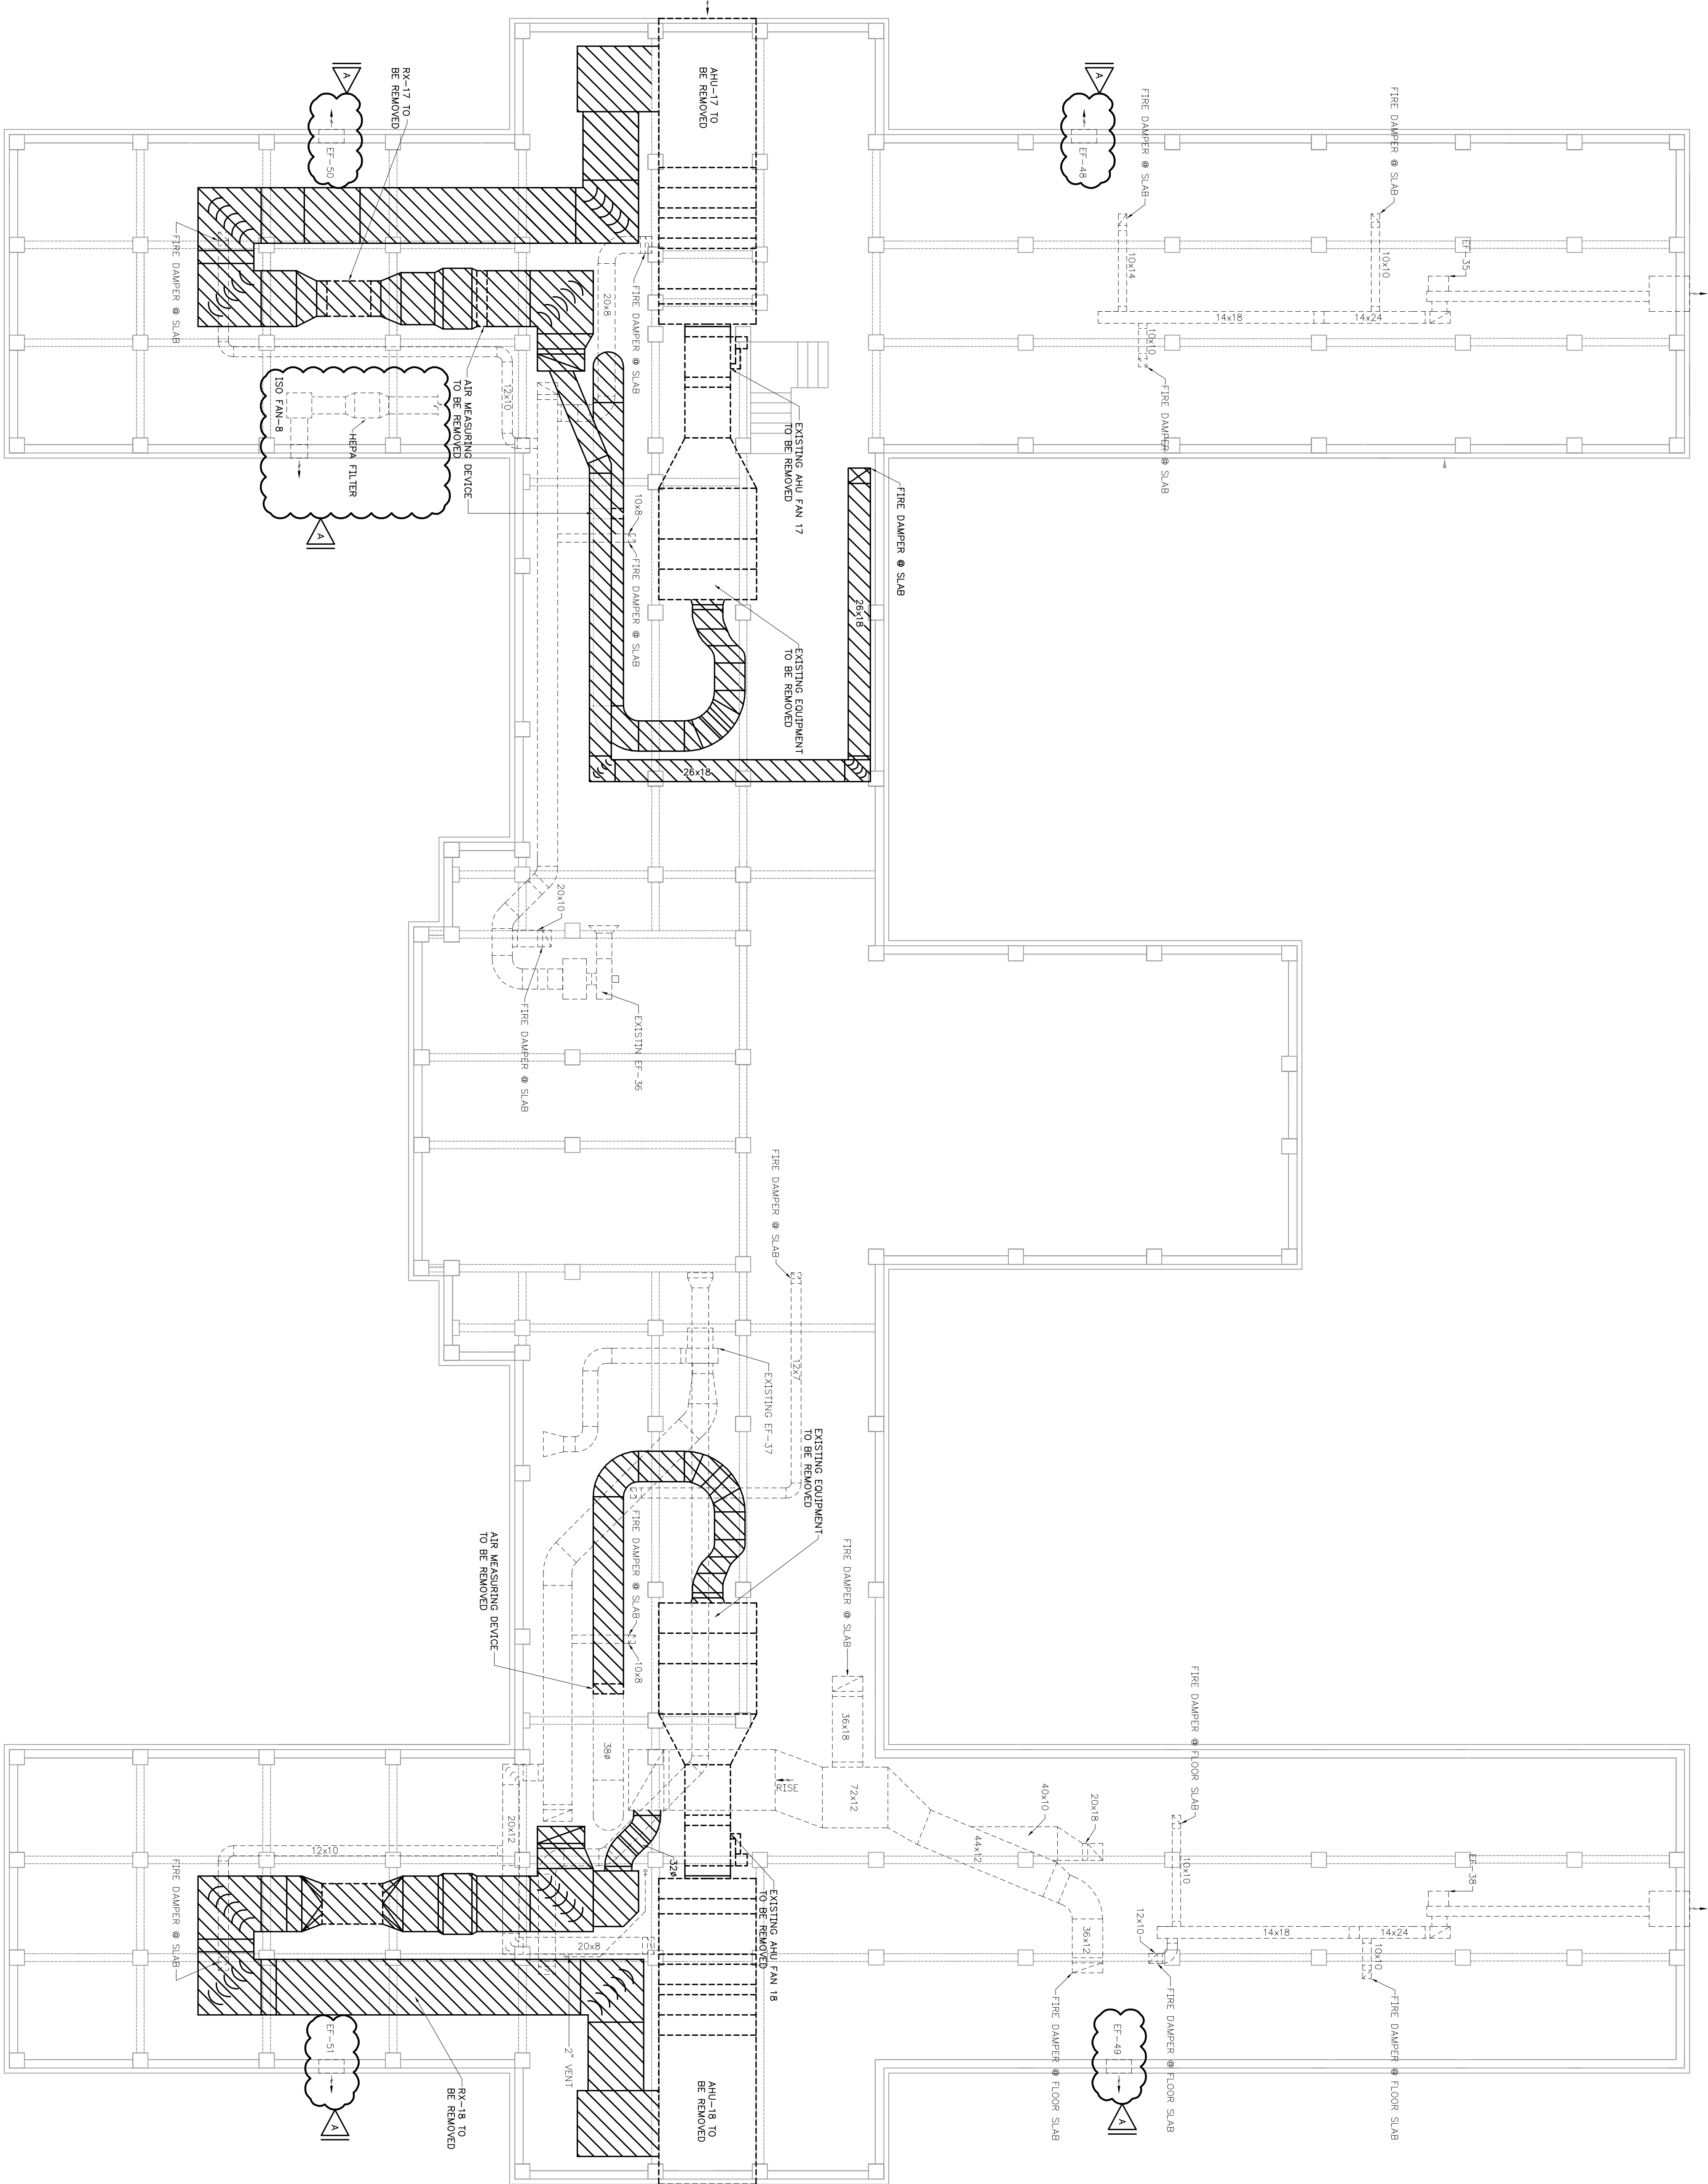 AHU-17 TO
BE REMOVED
RX-17 TO
BE REMOVED
A
EF-50
A
EF-48
FIRE DAMPER @ SLAB
FIRE DAMPER @ SLAB
10x14
10x10
EF-35
14x18
14x24
10x10
FIRE DAMPER @ SLAB
FIRE DAMPER @ SLAB
20x8
FIRE DAMPER @ SLAB
12x10
AIR MEASURING DEVICE
TO BE REMOVED
ISO FAN-8
HEPA FILTER
A
EXISTING AHU FAN 17
TO BE REMOVED
10x8
FIRE DAMPER @ SLAB
FIRE DAMPER @ SLAB
26x18
EXISTING EQUIPMENT
TO BE REMOVED
26x18
20x10
FIRE DAMPER @ SLAB
EXISTIN EF-36
FIRE DAMPER @ SLAB
12x7
EXISTING EF-37
EXISTING EQUIPMENT
TO BE REMOVED
FIRE DAMPER @ SLAB
AIR MEASURING DEVICE
TO BE REMOVED
FIRE DAMPER @ SLAB
10x8
36x18
38ø
RISE
72x12
FIRE DAMPER @ FLOOR SLAB
40x10
20x18
44x12
20x12
12x10
32ø
10x10
EF-38
EXISTING AHU FAN 18
TO BE REMOVED
FIRE DAMPER @ SLAB
20x8
36x12
12x10
14x18
14x24
10x10
FIRE DAMPER @ FLOOR SLAB
FIRE DAMPER @ FLOOR SLAB
FIRE DAMPER @ FLOOR SLAB
2" VENT
EF-51
A
EF-49
A
RX-18 TO
BE REMOVED
AHU-18 TO
BE REMOVED